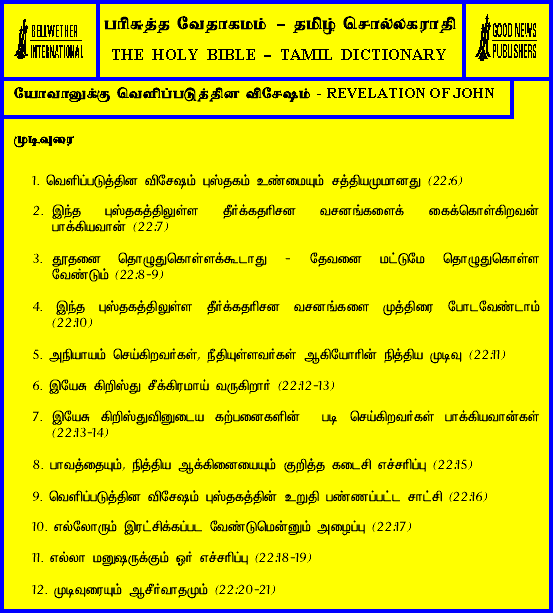 BELLWETHER
INTERNATIONAL
பரிசுத்த வேதாகமம் – தமிழ் சொல்லகராதி
THE HOLY BIBLE – TAMIL DICTIONARY
GOOD NEWS
PUBLISHERS
யோவானுக்கு வெளிப்படுத்தின விசேஷம் - REVELATION OF JOHN
முடிவுரை
1. வெளிப்படுத்தின விசேஷம் புஸ்தகம் உண்மையும் சத்தியமுமானது (22:6)
2. இந்த புஸ்தகத்திலுள்ள தீர்க்கதரிசன வசனங்களைக் கைக்கொள்கிறவன்
பாக்கியவான் (22:7)
3. தூதனை தொழுதுகொள்ளக்கூடாது - தேவனை மட்டுமே தொழுதுகொள்ள
வேண்டும் (22:8-9)
4. இந்த புஸ்தகத்திலுள்ள தீர்க்கதரிசன வசனங்களை முத்திரை போடவேண்டாம்
(22:10)
5. அநியாயம் செய்கிறவர்கள், நீதியுள்ளவர்கள் ஆகியோரின் நித்திய முடிவு (22:11)
6. இயேசு கிறிஸ்து சீக்கிரமாய் வருகிறார் (22:12-13)
7. இயேசு கிறிஸ்துவினுடைய கற்பனைகளின் படி செய்கிறவர்கள் பாக்கியவான்கள்
(22:13-14)
8. பாவத்தையும், நித்திய ஆக்கினையையும் குறித்த கடைசி எச்சரிப்பு (22:15)
9. வெளிப்படுத்தின விசேஷம் புஸ்தகத்தின் உறுதி பண்ணப்பட்ட சாட்சி (22:16)
10. எல்லோரும் இரட்சிக்கப்பட வேண்டுமென்னும் அழைப்பு (22:17)
11. எல்லா மனுஷருக்கும் ஓர் எச்சரிப்பு (22:18-19)
12. முடிவுரையும் ஆசீர்வாதமும் (22:20-21)